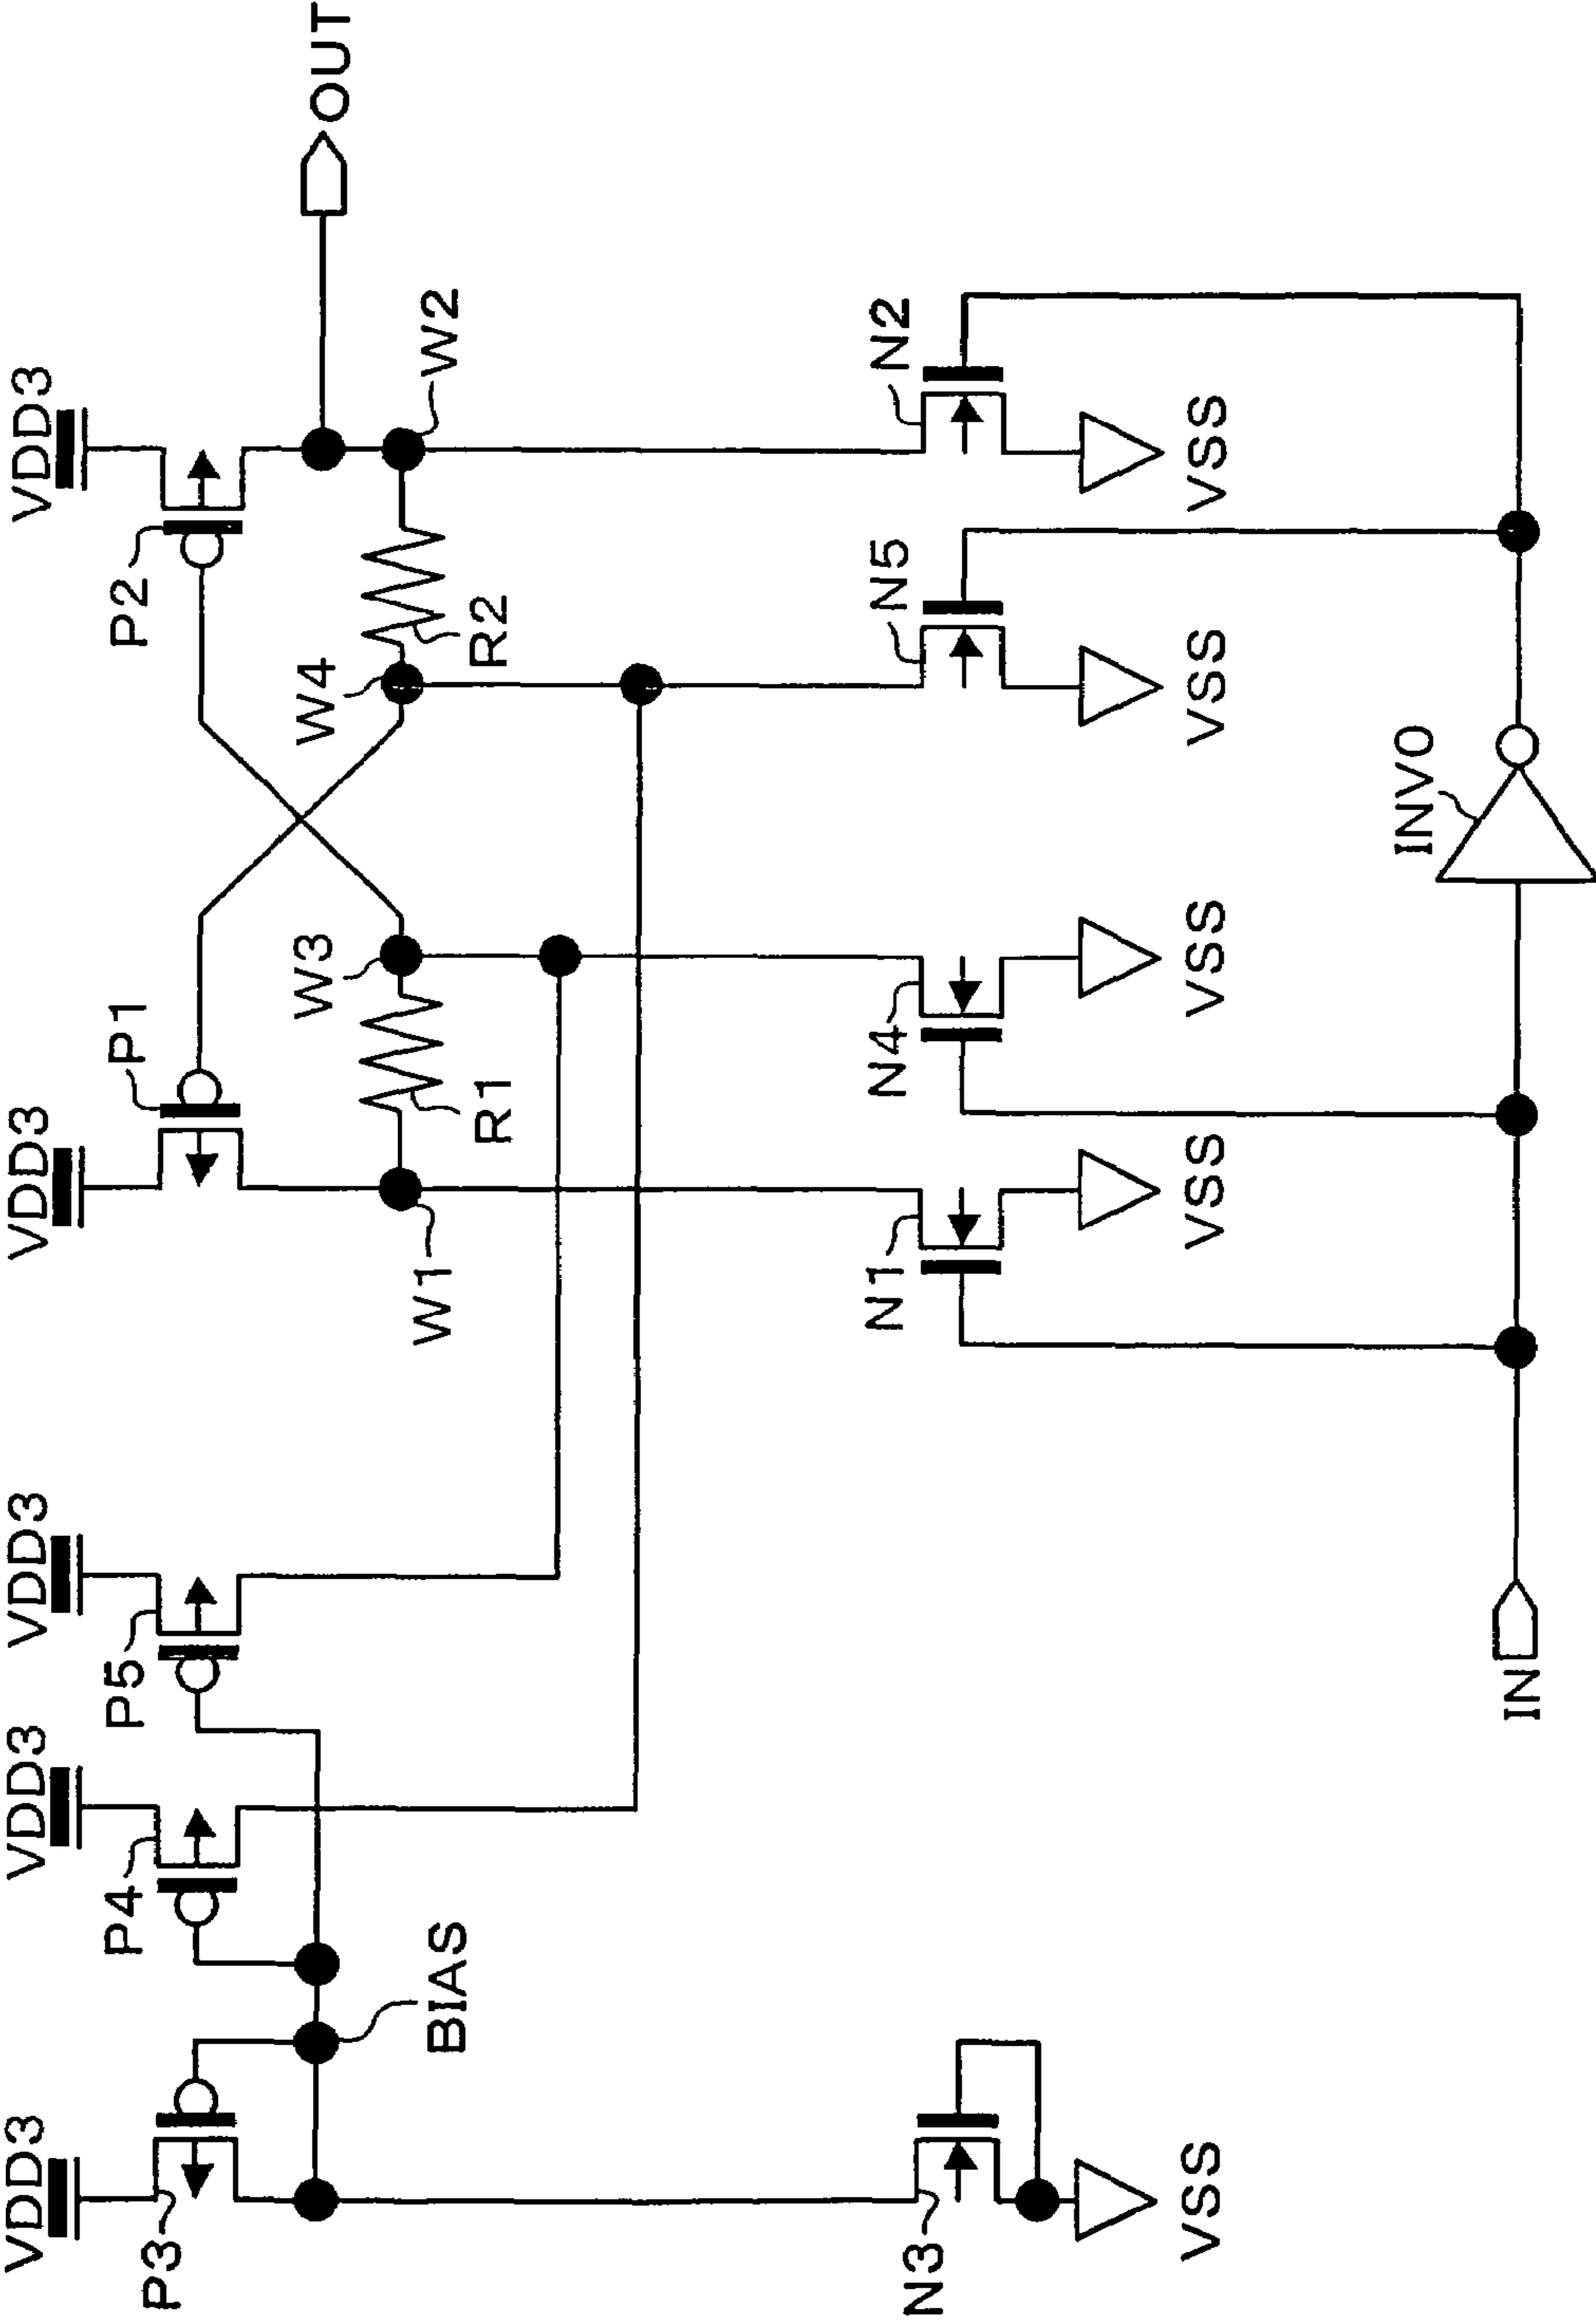 VDD3
VDD3
VDD3
VDD3
VDD3
P3
P4
P5
P1
P2
OUT
W3
W4
BIAS
W1
R1
R2
W2
N3
N1
N4
N5
N2
VSS
VSS
VSS
VSS
VSS
INV0
IN